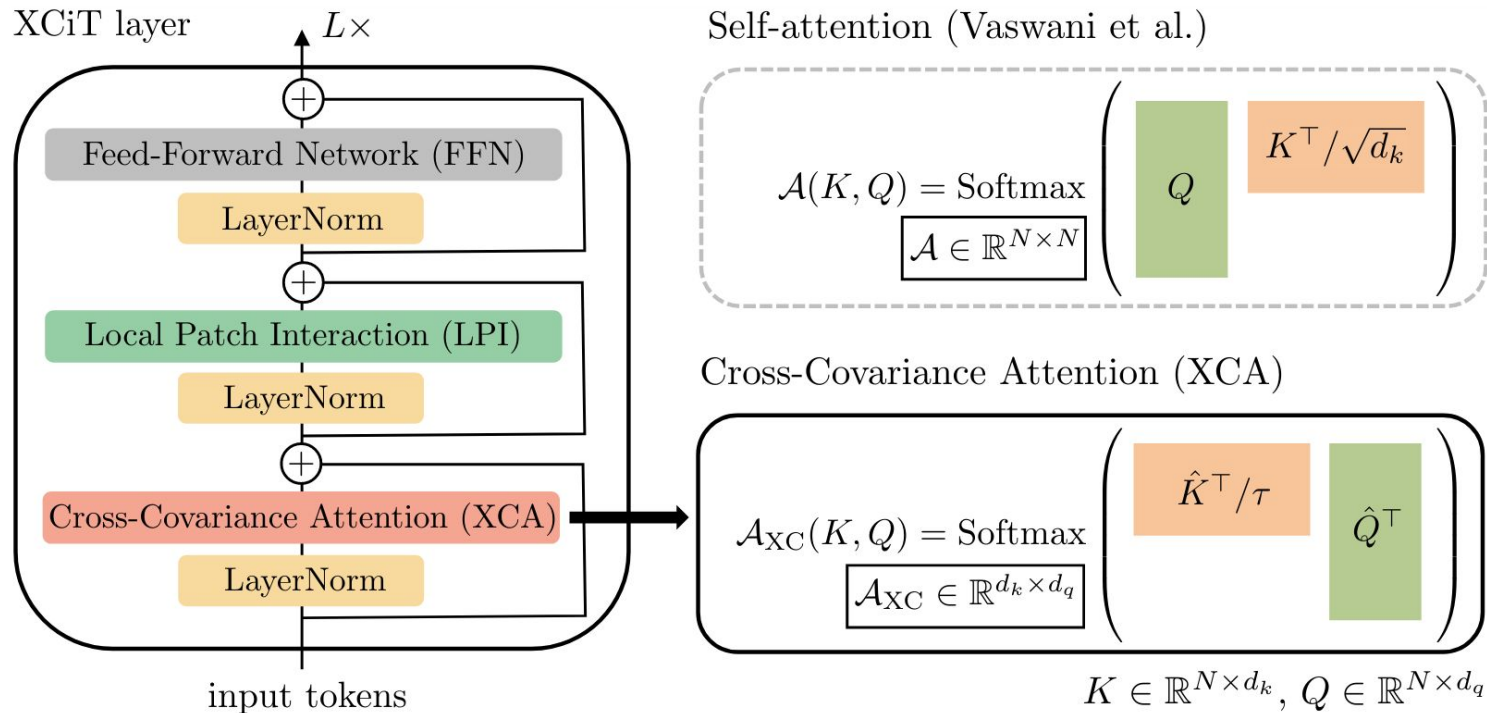 XCiT layer
L×
+
Feed-Forward Network (FFN)
LayerNorm
+
Local Patch Interaction (LPI)
LayerNorm
+
Cross-Covariance Attention (XCA)
LayerNorm
input tokens
Self-attention (Vaswani et al.)
𝒜(K, Q) = Softmax ( Q K⊤/√dₖ )
𝒜 ∈ ℝ^{N×N}
Cross-Covariance Attention (XCA)
𝒜_XC(K, Q) = Softmax ( K̂⊤/τ Q̂⊤ )
𝒜_XC ∈ ℝ^{d_k×d_q}
K ∈ ℝ^{N×d_k}, Q ∈ ℝ^{N×d_q}